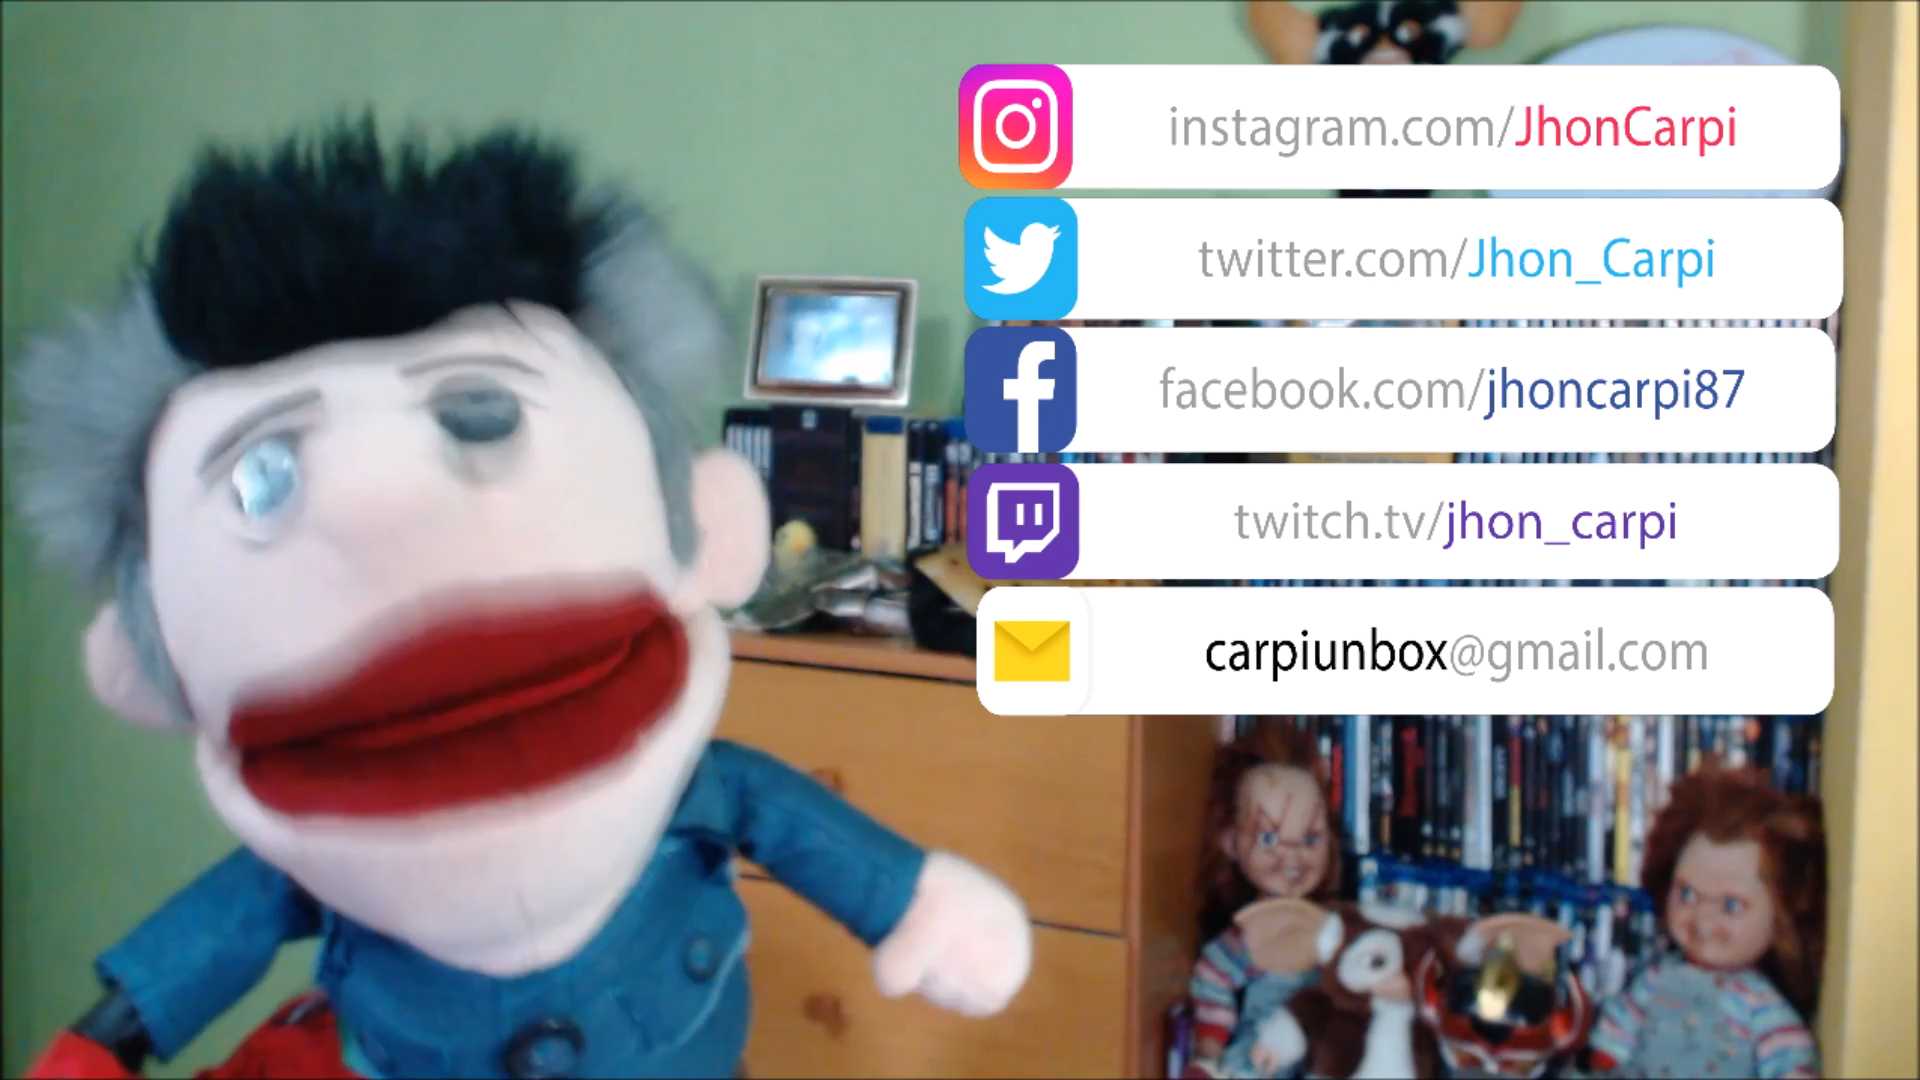 instagram.com/JhonCarpi
twitter.com/Jhon_Carpi
facebook.com/jhoncarpi87
twitch.tv/jhon_carpi
carpiunbox@gmail.com